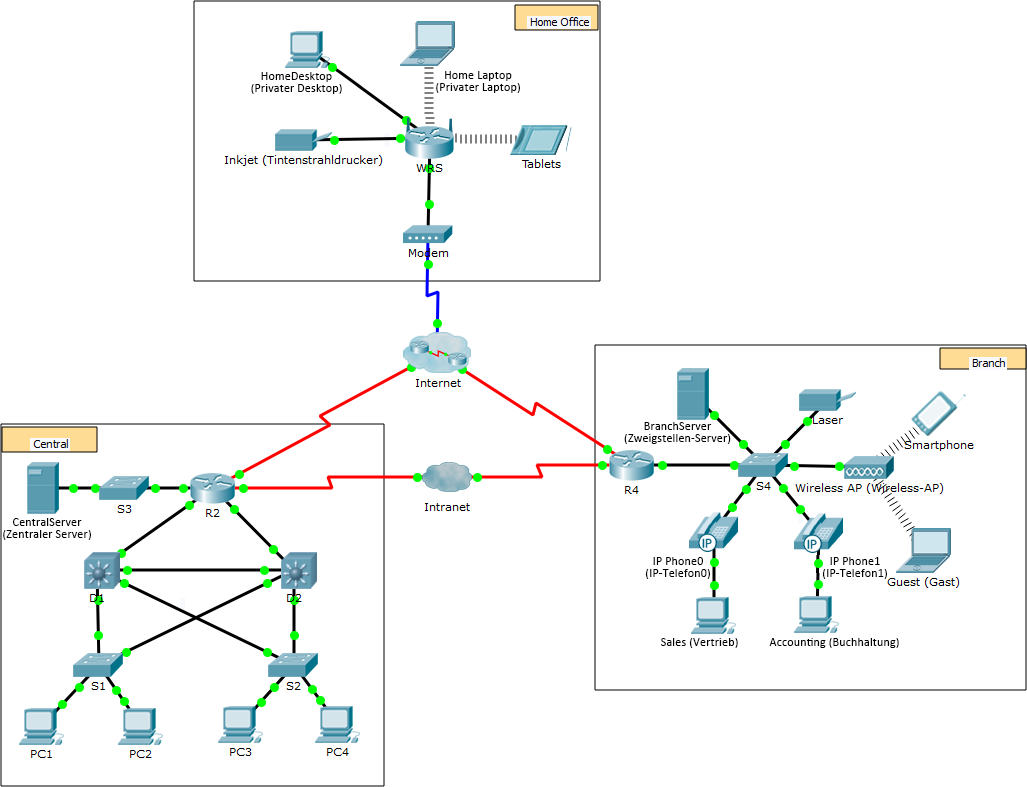 Home Office
HomeDesktop
(Privater Desktop)
Home Laptop
(Privater Laptop)
Inkjet (Tintenstrahldrucker)
WRS
Tablets
Modem
Internet
Branch
BranchServer
(Zweigstellen-Server)
Laser
Smartphone
R4
S4
Wireless AP (Wireless-AP)
IP
IP Phone0
(IP-Telefon0)
IP
IP Phone1
(IP-Telefon1)
Guest (Gast)
Sales (Vertrieb)
Accounting (Buchhaltung)
Intranet
Central
CentralServer
(Zentraler Server)
S3
R2
D1
D2
S1
S2
PC1
PC2
PC3
PC4